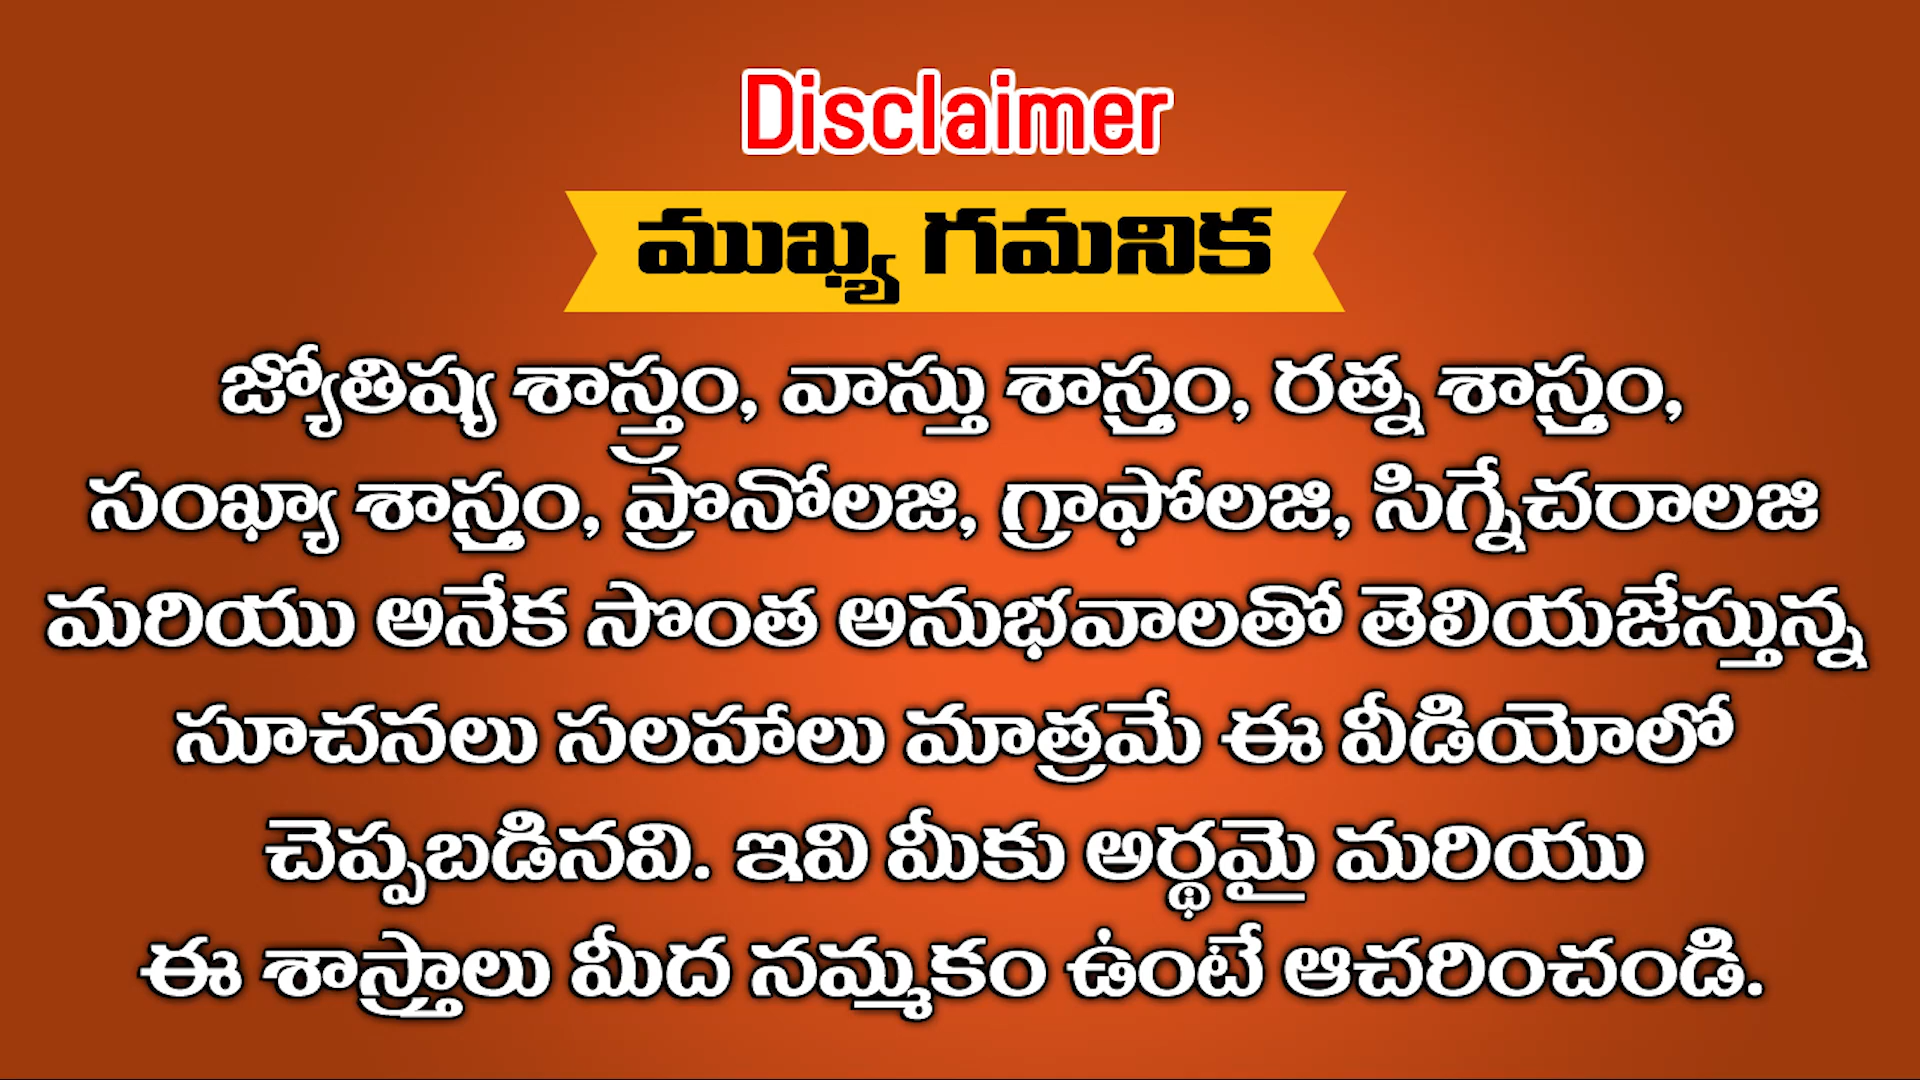 Disclaimer
ముఖ్య గమనిక
జ్యోతిష్య శాస్త్రం, వాస్తు శాస్త్రం, రత్న శాస్త్రం,
సంఖ్యా శాస్త్రం, ప్రొనోలజి, గ్రాఫోలజి, సిగ్నేచరాలజి
మరియు అనేక సొంత అనుభవాలతో తెలియజేస్తున్న
సూచనలు సలహాలు మాత్రమే ఈ వీడియోలో
చెప్పబడినవి. ఇవి మీకు అర్థమై మరియు
ఈ శాస్త్రాలు మీద నమ్మకం ఉంటే ఆచరించండి.